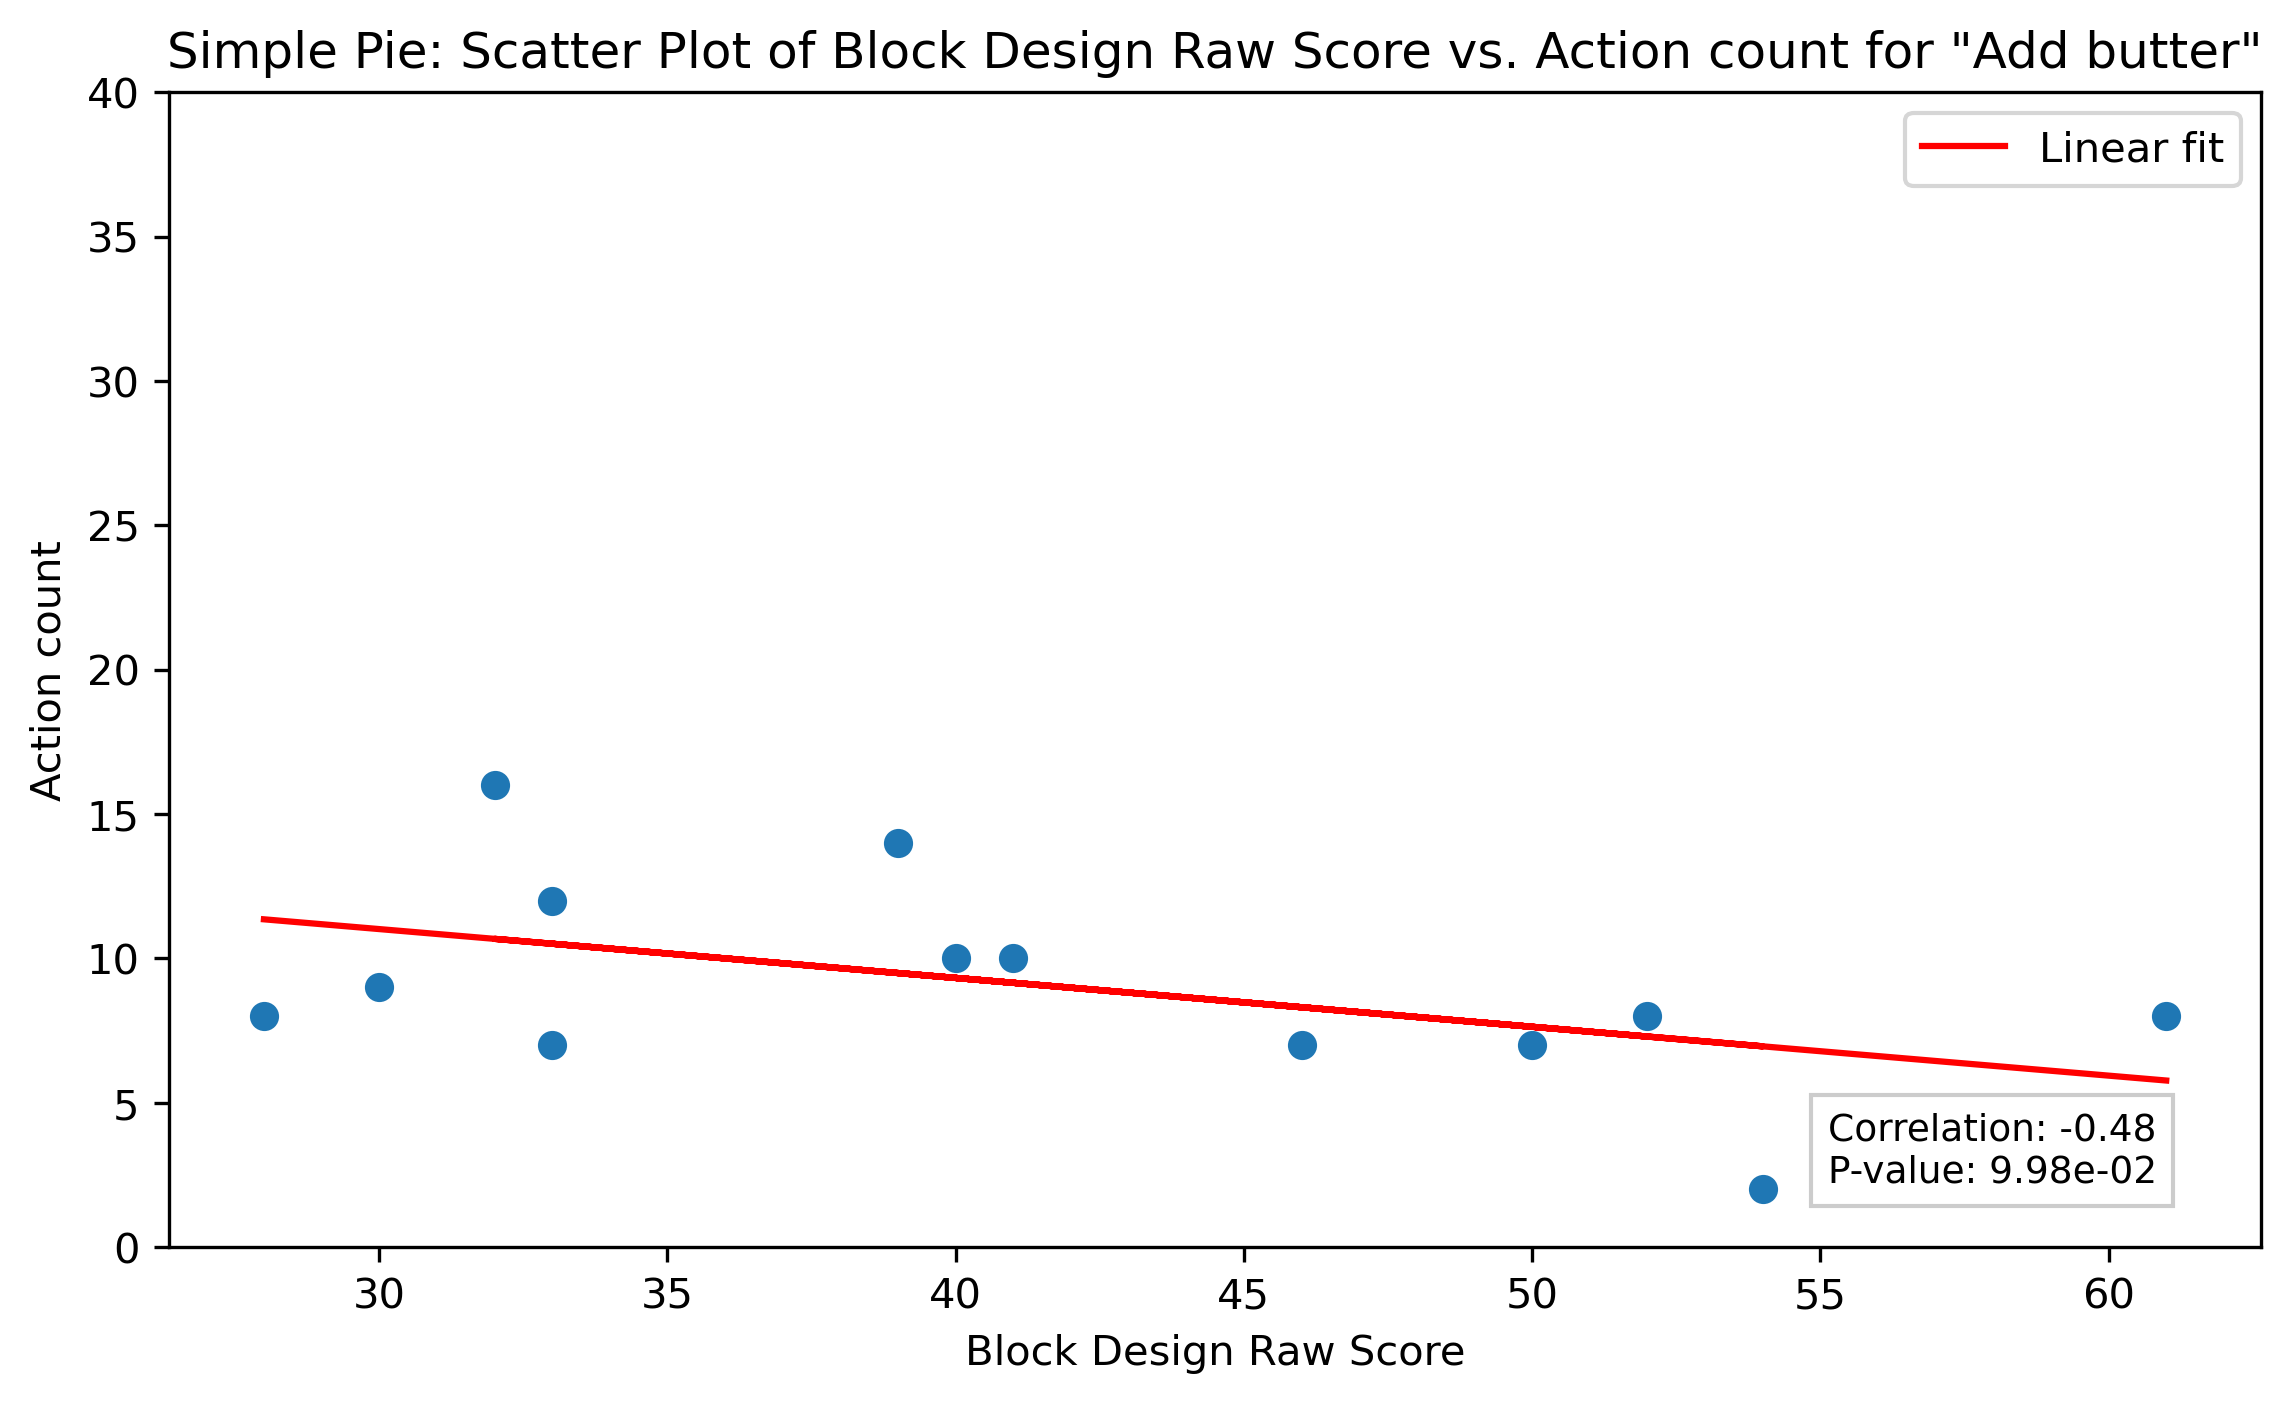 Simple Pie: Scatter Plot of Block Design Raw Score vs. Action count for "Add butter"
40
35
30
25
20
15
10
5
0
Action count
Linear fit
Correlation: -0.48
P-value: 9.98e-02
30
35
40
45
50
55
60
Block Design Raw Score